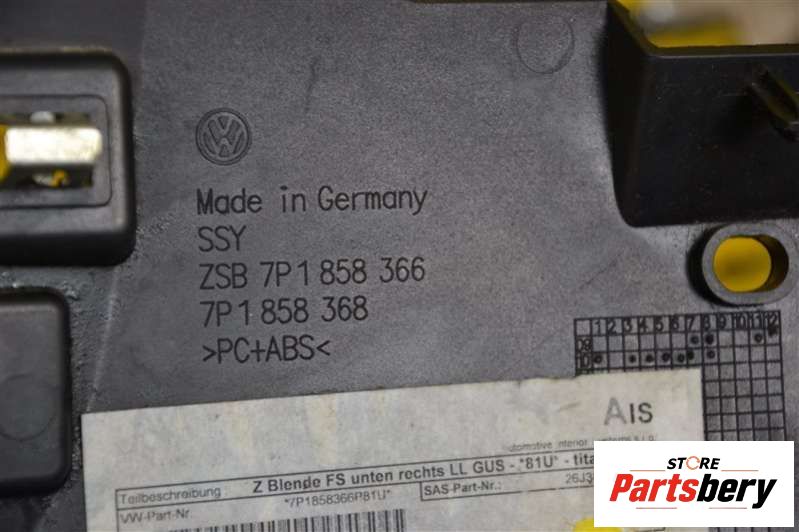 Made in Germany
SSY
ZSB 7P1 858 366
7P1 858 368
>PC+ABS<
1 2 3 4 5 6 7 8 9 10 11 12
09
10
AIS
Teilbeschreibung: Z Blende FS unten rechts LL GUS - *81U* - tita
VW-Part-Nr. *7P1858366P81U* SAS-Part-Nr.: 26J3
STORE
Partsbery